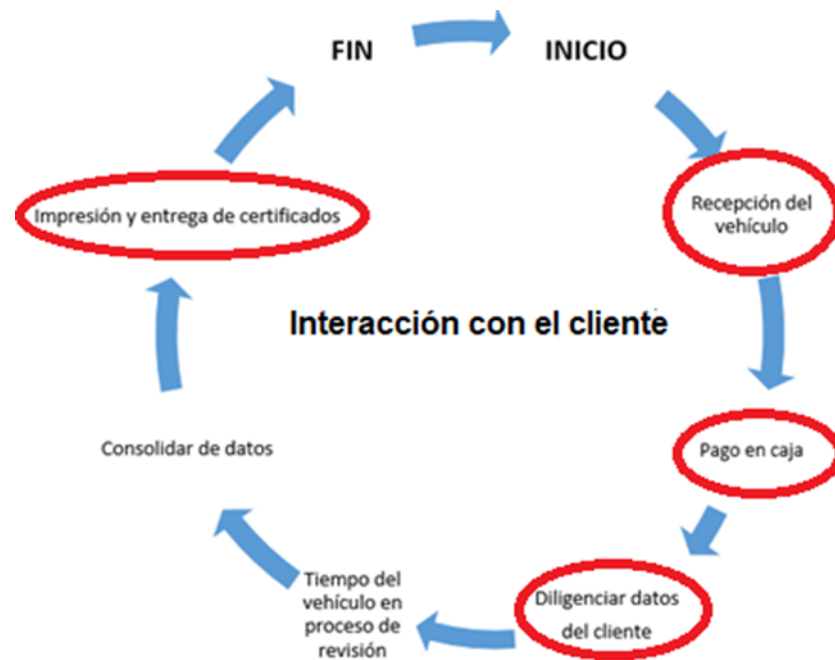 FIN
INICIO
Recepción del
vehículo
Pago en caja
Diligenciar datos
del cliente
Tiempo del
vehículo en
proceso de
revisión
Consolidar de datos
Impresión y entrega de certificados
Interacción con el cliente